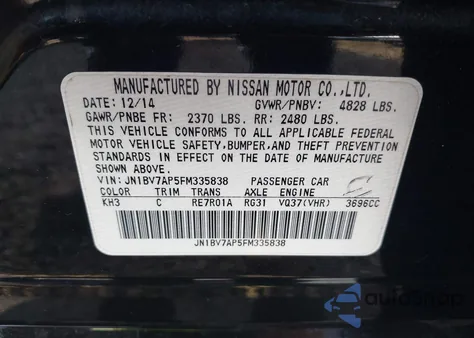 MANUFACTURED BY NISSAN MOTOR CO.,LTD.
DATE: 12/14 GVWR/PNBV: 4828 LBS.
GAWR/PNBE FR: 2370 LBS. RR: 2480 LBS.
THIS VEHICLE CONFORMS TO ALL APPLICABLE FEDERAL
MOTOR VEHICLE SAFETY,BUMPER,AND THEFT PREVENTION
STANDARDS IN EFFECT ON THE DATE OF MANUFACTURE
VIN:JN1BV7AP5FM335838 PASSENGER CAR
COLOR TRIM TRANS AXLE ENGINE
KH3 C RE7R01A RG31 VQ37(VHR) 3696CC
JN1BV7AP5FM335838
autoshop